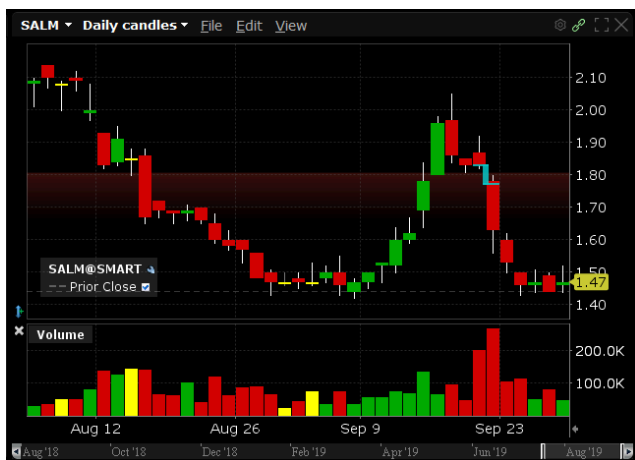 SALM Daily candles File Edit View
2.10
2.00
1.90
1.80
1.70
1.60
1.50
SALM@SMART
1.47
Prior Close
1.40
Volume
200.0K
100.0K
Aug 12 Aug 26 Sep 9 Sep 23
Aug '18 Oct '18 Dec '18 Feb '19 Apr '19 Jun '19 Aug '19